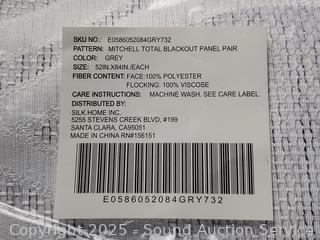 SKU NO.: E0586052084GRY732
PATTERN: MITCHELL TOTAL BLACKOUT PANEL PAIR
COLOR: GREY
SIZE: 52IN.X84IN./EACH
FIBER CONTENT: FACE:100% POLYESTER
FLOCKING: 100% VISCOSE
CARE INSTRUCTIONS: MACHINE WASH. SEE CARE LABEL.
DISTRIBUTED BY:
SILK HOME INC.
5255 STEVENS CREEK BLVD, #199
SANTA CLARA, CA95051
MADE IN CHINA RN#156151
E0586052084GRY732
Copyright © 2025 - Sound Auction Service